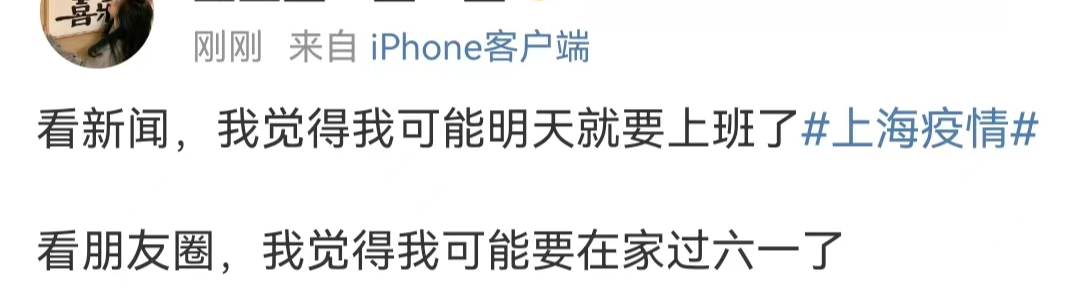 刚刚 来自 iPhone客户端
看新闻，我觉得我可能明天就要上班了#上海疫情#
看朋友圈，我觉得我可能要在家过六一了